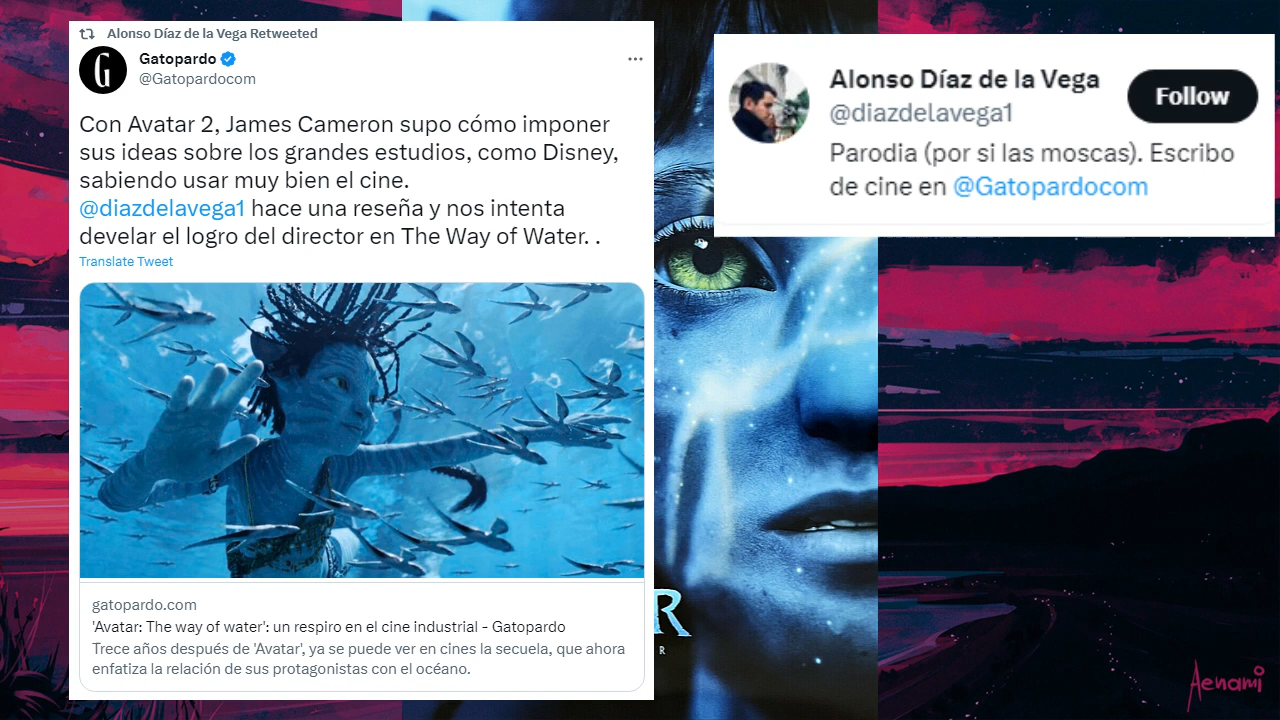 Alonso Díaz de la Vega Retweeted
Gatopardo
@Gatopardocom
Con Avatar 2, James Cameron supo cómo imponer
sus ideas sobre los grandes estudios, como Disney,
sabiendo usar muy bien el cine.
@diazdelavega1 hace una reseña y nos intenta
develar el logro del director en The Way of Water. .
Translate Tweet
gatopardo.com
'Avatar: The way of water': un respiro en el cine industrial - Gatopardo
Trece años después de 'Avatar', ya se puede ver en cines la secuela, que ahora
enfatiza la relación de sus protagonistas con el océano.
Alonso Díaz de la Vega
@diazdelavega1
Follow
Parodia (por si las moscas). Escribo
de cine en @Gatopardocom
R
R
Aenami